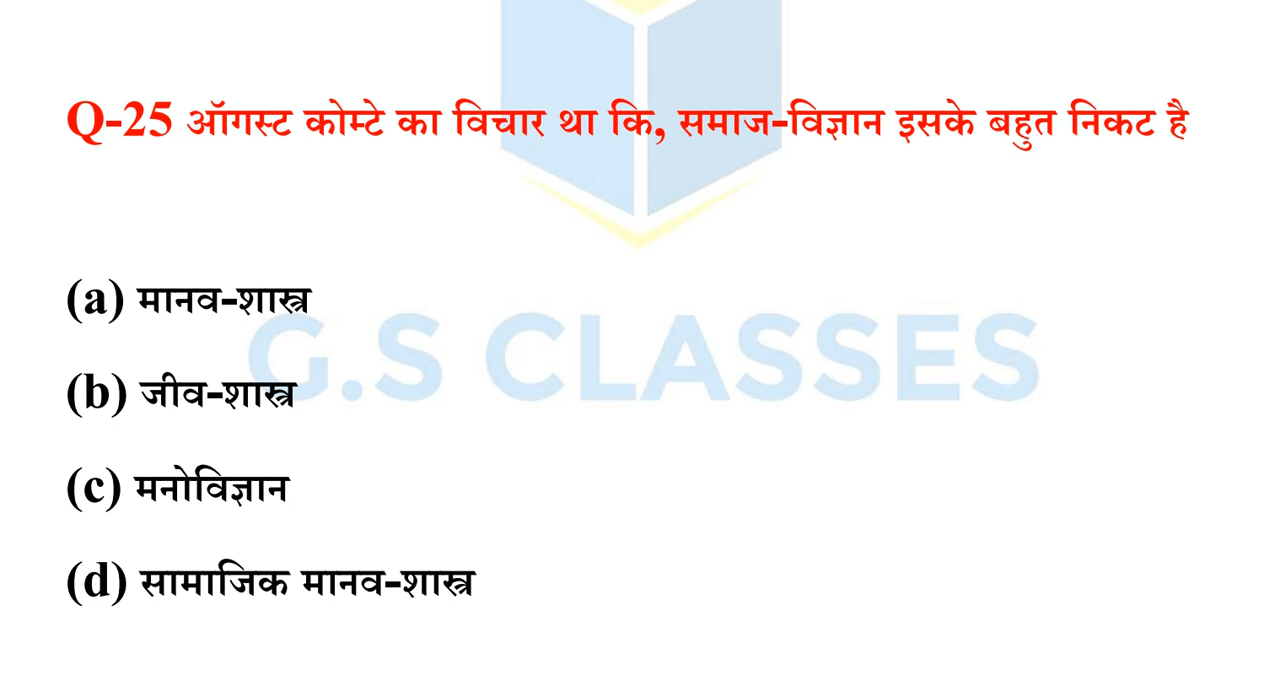 Q-25 ऑगस्ट कोम्टे का विचार था कि, समाज-विज्ञान इसके बहुत निकट है
(a) मानव-शास्त्र
G.S CLASSES
(b) जीव-शास्त्र
(c) मनोविज्ञान
(d) सामाजिक मानव-शास्त्र